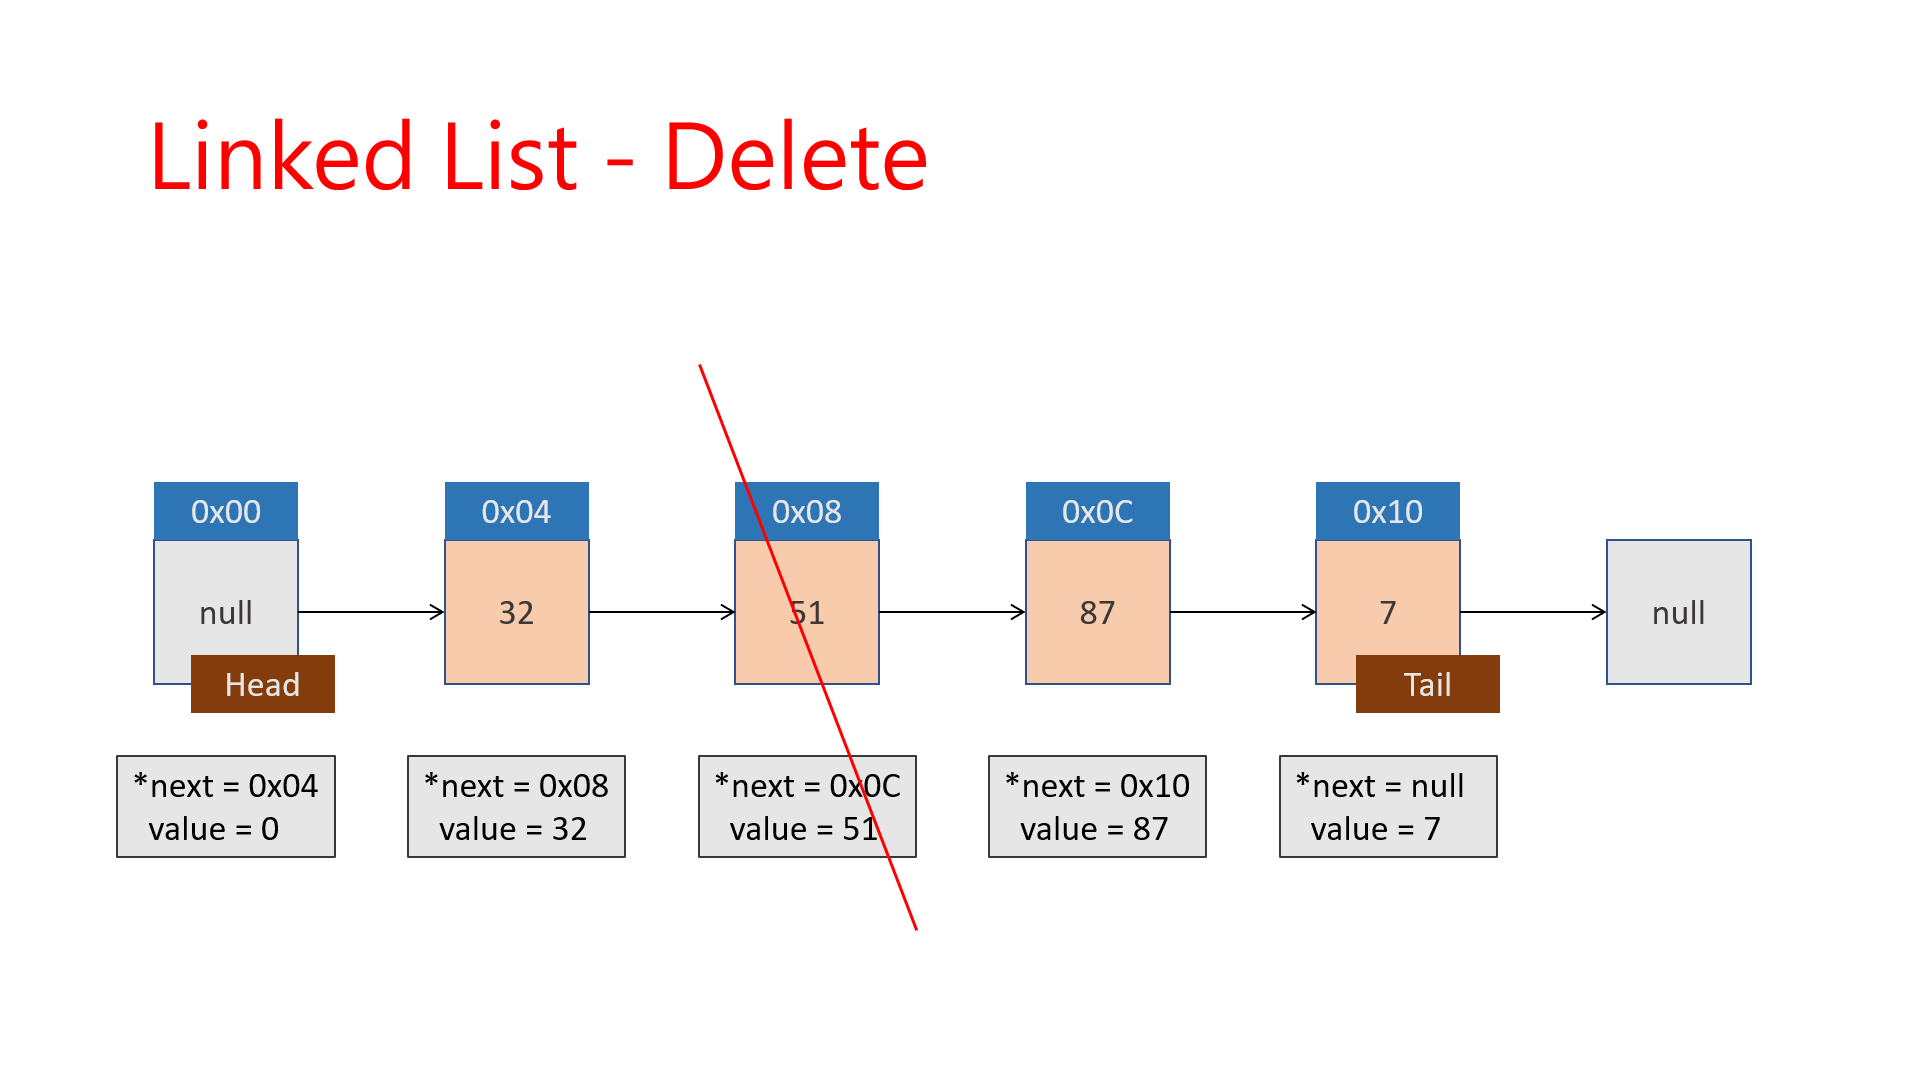 Linked List - Delete
0x00
0x04
0x08
0x0C
0x10
null
32
51
87
7
null
Head
Tail
*next = 0x04
value = 0
*next = 0x08
value = 32
*next = 0x0C
value = 51
*next = 0x10
value = 87
*next = null
value = 7